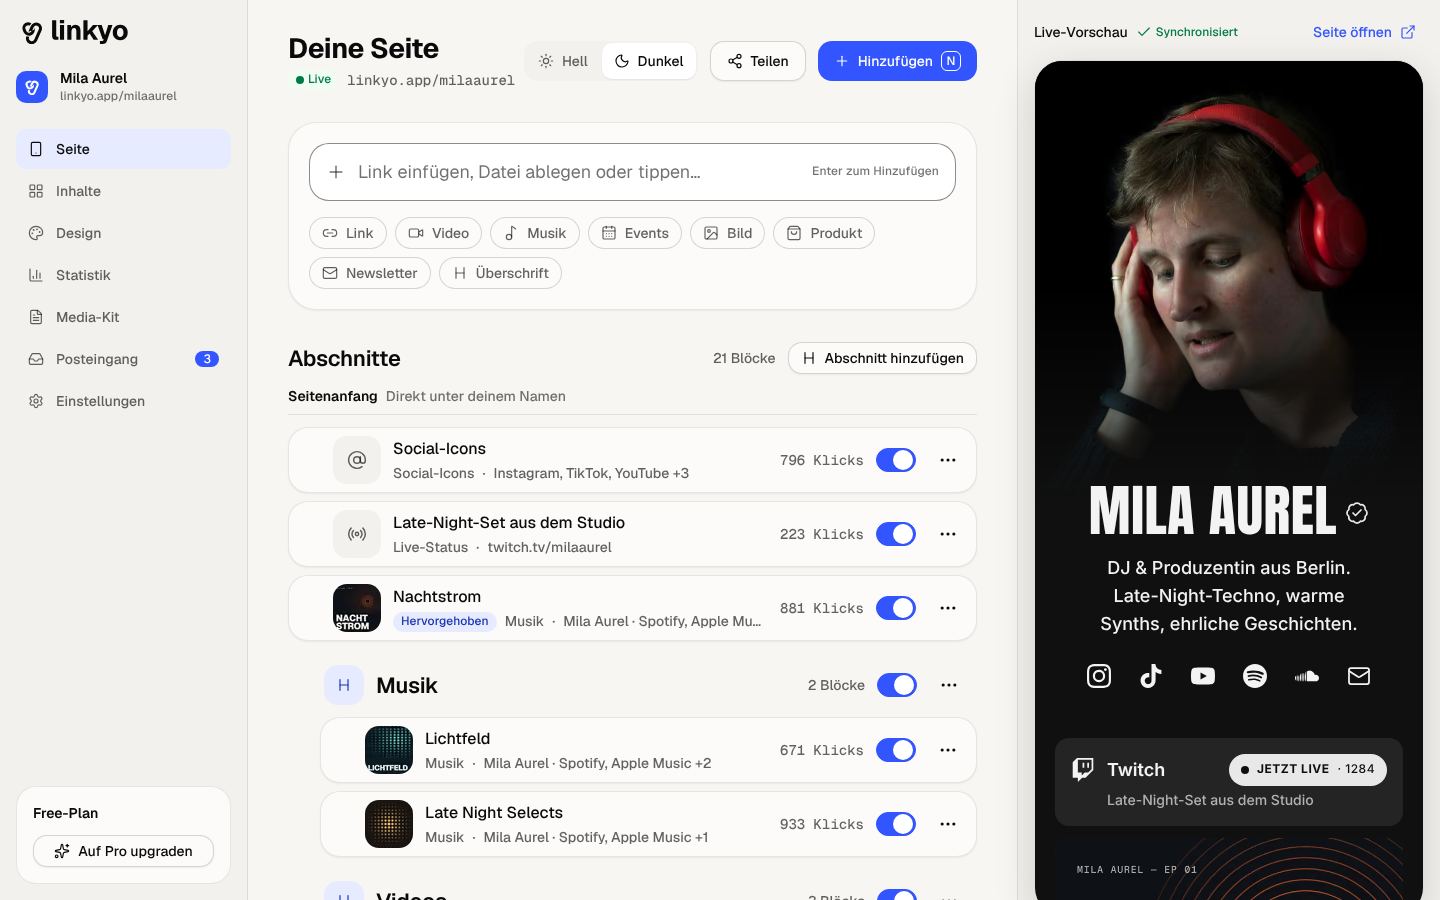 linkyo
Mila Aurel
linkyo.app/milaaurel
Seite
Inhalte
Design
Statistik
Media-Kit
Posteingang 3
Einstellungen
Free-Plan
Auf Pro upgraden
Deine Seite
Live linkyo.app/milaaurel
Hell Dunkel
Teilen
Hinzufügen N
Link einfügen, Datei ablegen oder tippen…
Enter zum Hinzufügen
Link Video Musik Events Bild Produkt
Newsletter Überschrift
Abschnitte
21 Blöcke Abschnitt hinzufügen
Seitenanfang Direkt unter deinem Namen
Social-Icons
Social-Icons · Instagram, TikTok, YouTube +3
796 Klicks
Late-Night-Set aus dem Studio
Live-Status · twitch.tv/milaaurel
223 Klicks
NACHT
STROM
Nachtstrom
Hervorgehoben Musik · Mila Aurel · Spotify, Apple Mu…
881 Klicks
H Musik
2 Blöcke
LICHTFELD
Lichtfeld
Musik · Mila Aurel · Spotify, Apple Music +2
671 Klicks
Late Night Selects
Musik · Mila Aurel · Spotify, Apple Music +1
933 Klicks
Live-Vorschau Synchronisiert Seite öffnen
MILA AUREL
DJ & Produzentin aus Berlin.
Late-Night-Techno, warme
Synths, ehrliche Geschichten.
Twitch
JETZT LIVE · 1284
Late-Night-Set aus dem Studio
MILA AUREL — EP 01